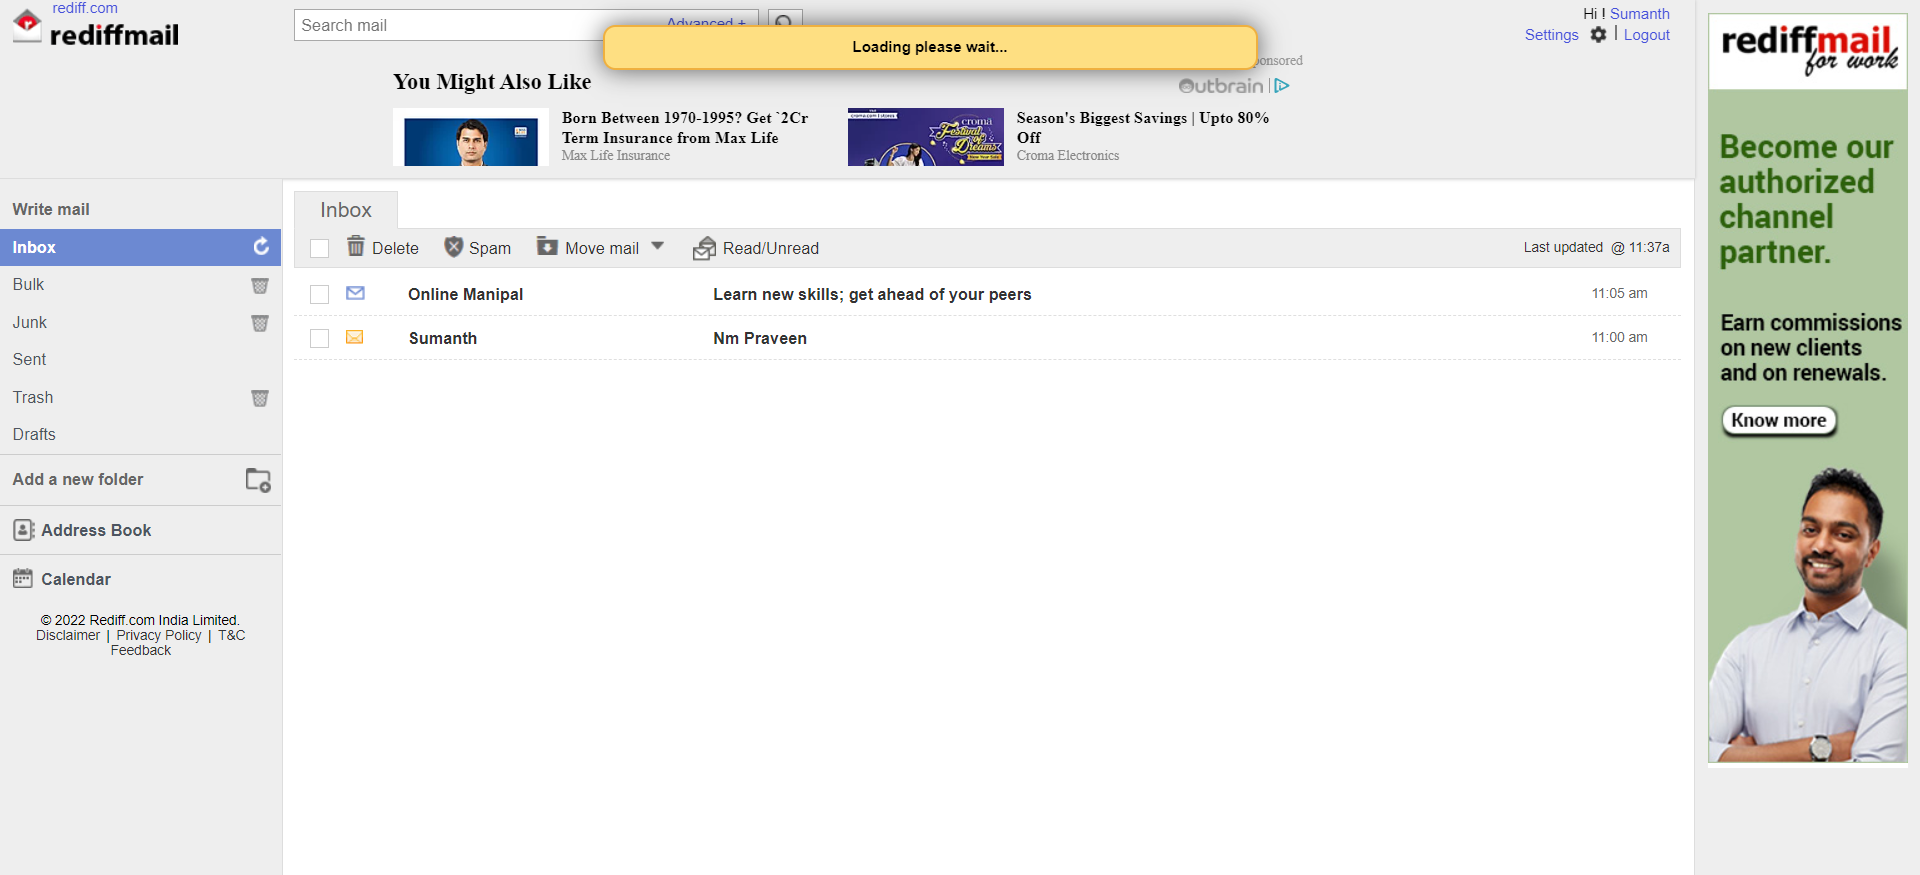 rediff.com
rediffmail
Search mail
Advanced +
Loading please wait...
Hi ! Sumanth
Settings | Logout
You Might Also Like
outbrain
Born Between 1970-1995? Get `2Cr
Term Insurance from Max Life
Max Life Insurance
croma
Festival of
Dreams
Season's Biggest Savings | Upto 80%
Off
Croma Electronics
Write mail
Inbox
Bulk
Junk
Sent
Trash
Drafts
Add a new folder
Address Book
Calendar
© 2022 Rediff.com India Limited.
Disclaimer | Privacy Policy | T&C
Feedback
Inbox
Delete Spam Move mail Read/Unread Last updated @ 11:37a
Online Manipal Learn new skills; get ahead of your peers 11:05 am
Sumanth Nm Praveen 11:00 am
rediffmail
for work
Become our
authorized
channel
partner.
Earn commissions
on new clients
and on renewals.
Know more